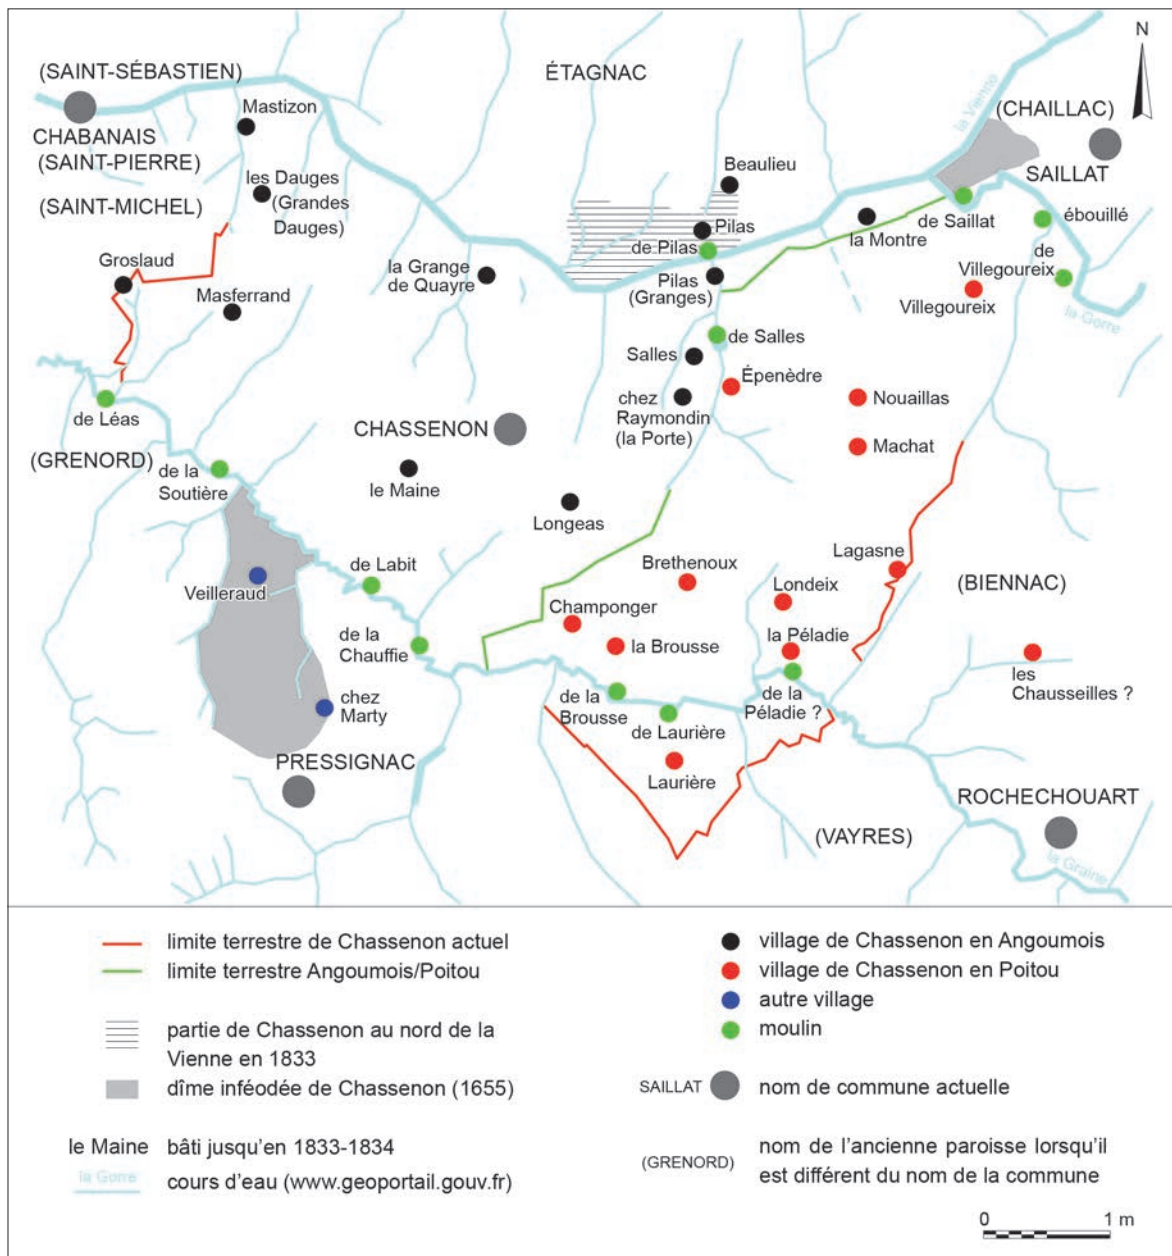 N
(SAINT-SÉBASTIEN)
ÉTAGNAC
Mastizon
la Vienne
(CHAILLAC)
CHABANAIS
(SAINT-PIERRE)
Beaulieu
SAILLAT
les Dauges
(Grandes
Dauges)
(SAINT-MICHEL)
de Saillat
ébouillé
Pilas
de Pilas
la Montre
de
Villegoureix
Groslaud
la Grange
de Quayre
Pilas
(Granges)
Masferrand
Villegoureix
la Gorre
de Salles
Salles
Épenèdre
chez
Raymondin
(la Porte)
Nouaillas
de Léas
CHASSENON
Machat
(GRENORD)
de la
Soutière
le Maine
Longeas
Lagasne
Brethenoux
de Labit
(BIENNAC)
Veilleraud
Londeix
Champonger
la Péladie
de la
Chauffie
la Brousse
les
Chausseilles ?
chez
Marty
de la
Brousse
de la
Péladie ?
de Laurière
PRESSIGNAC
Laurière
ROCHECHOUART
(VAYRES)
la Graine
limite terrestre de Chassenon actuel
limite terrestre Angoumois/Poitou
partie de Chassenon au nord de la
Vienne en 1833
dîme inféodée de Chassenon (1655)
le Maine bâti jusqu'en 1833-1834
la Gorre cours d'eau (www.geoportail.gouv.fr)
village de Chassenon en Angoumois
village de Chassenon en Poitou
autre village
moulin
SAILLAT nom de commune actuelle
(GRENORD) nom de l'ancienne paroisse lorsqu'il
est différent du nom de la commune
0 1 m